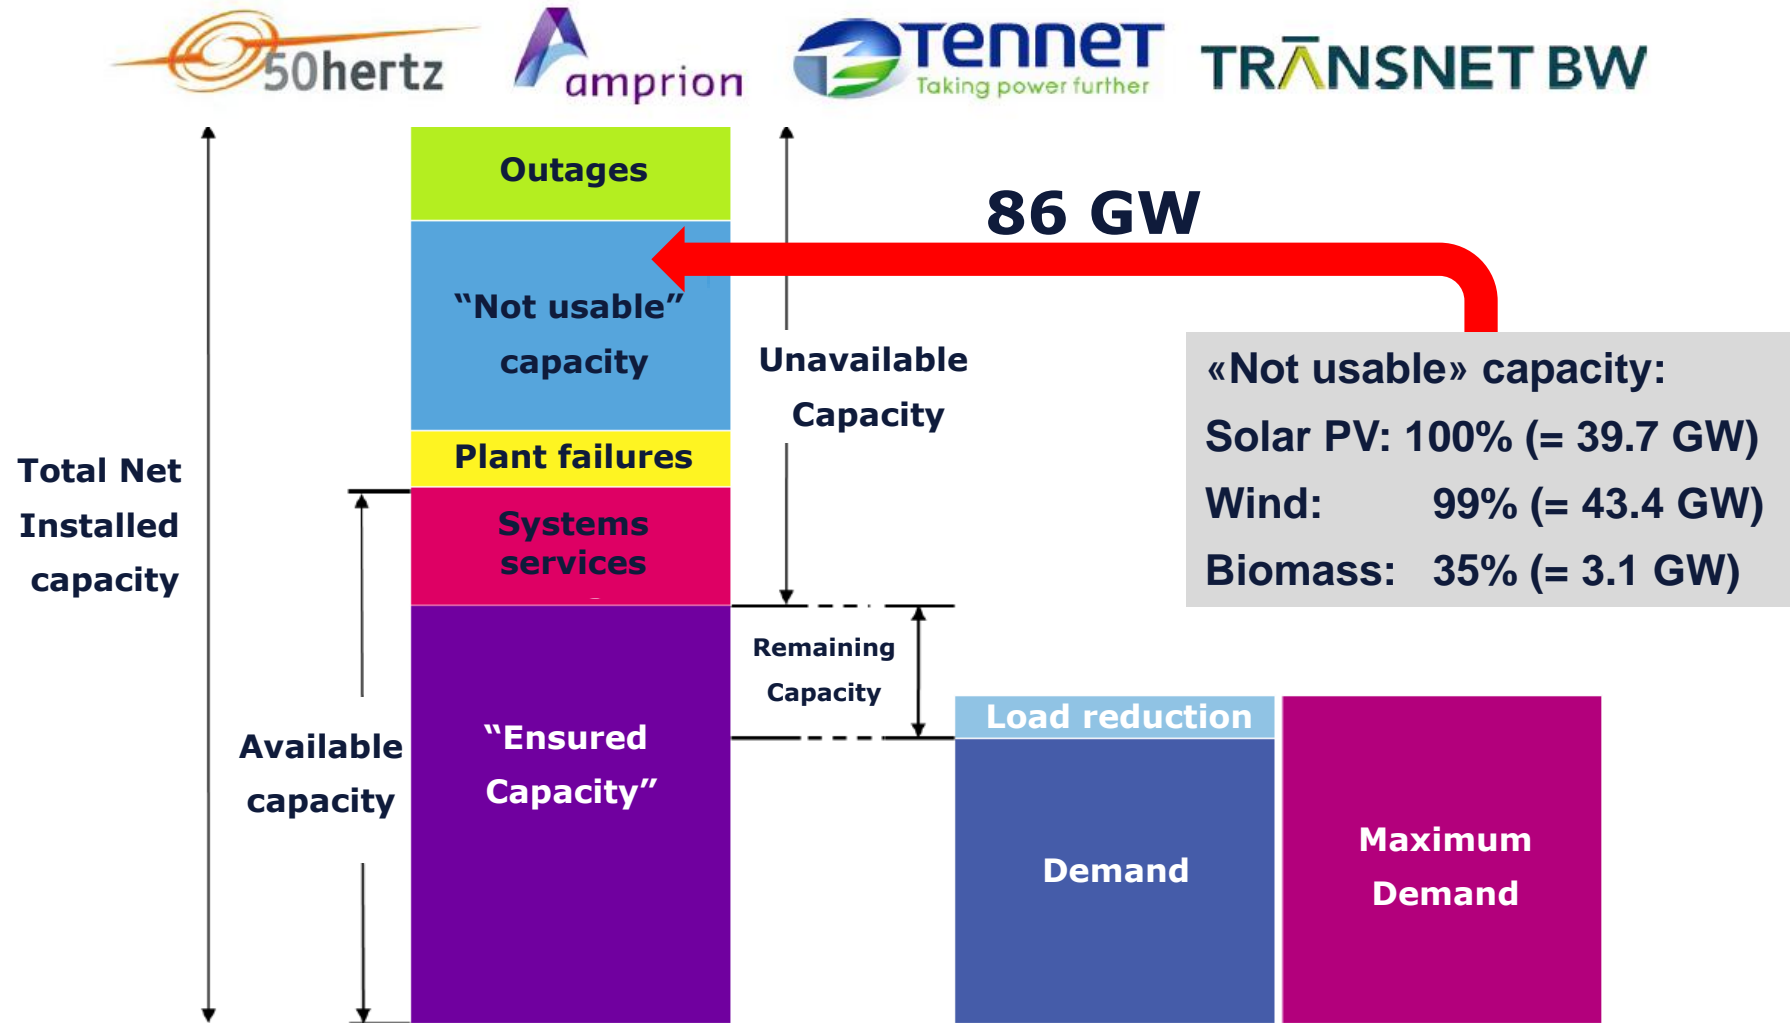 50hertz
amprion
TenneT
Taking power further
TRANSNET BW
Outages
86 GW
“Not usable”
capacity
Unavailable
Capacity
«Not usable» capacity:
Solar PV: 100% (= 39.7 GW)
Wind: 99% (= 43.4 GW)
Biomass: 35% (= 3.1 GW)
Plant failures
Total Net
Installed
capacity
Systems
services
Remaining
Capacity
Available
capacity
“Ensured
Capacity”
Load reduction
Demand
Maximum
Demand